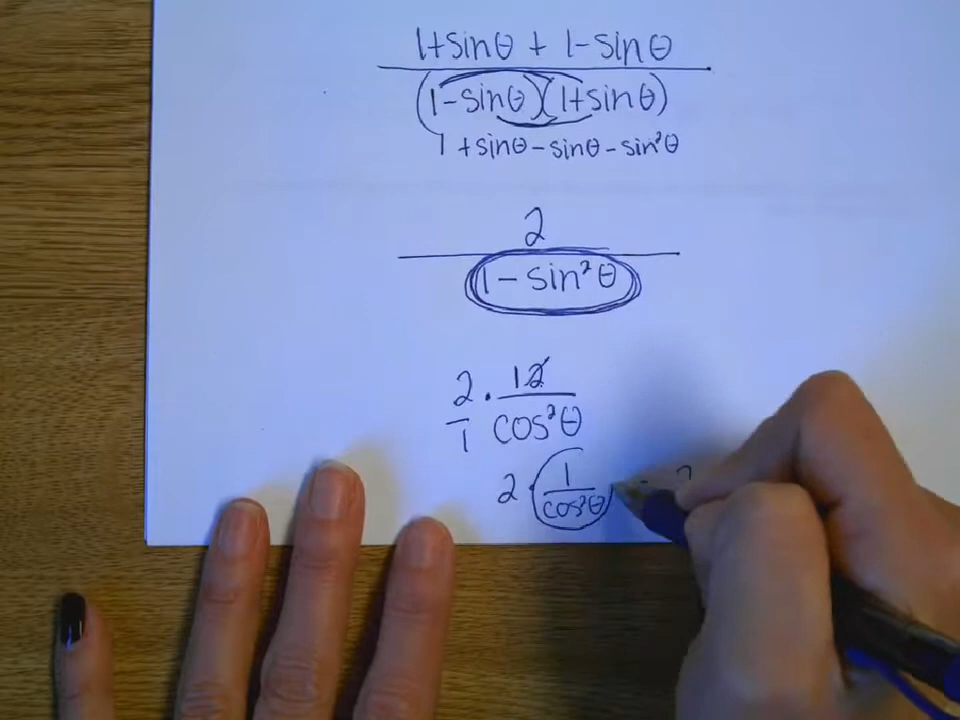 1+sinθ + 1-sinθ
(1-sinθ)(1+sinθ)
1 +sinθ-sinθ-sin²θ
2
1-sin²θ
2/1 · 12/cos²θ
2 · 1/cos²θ